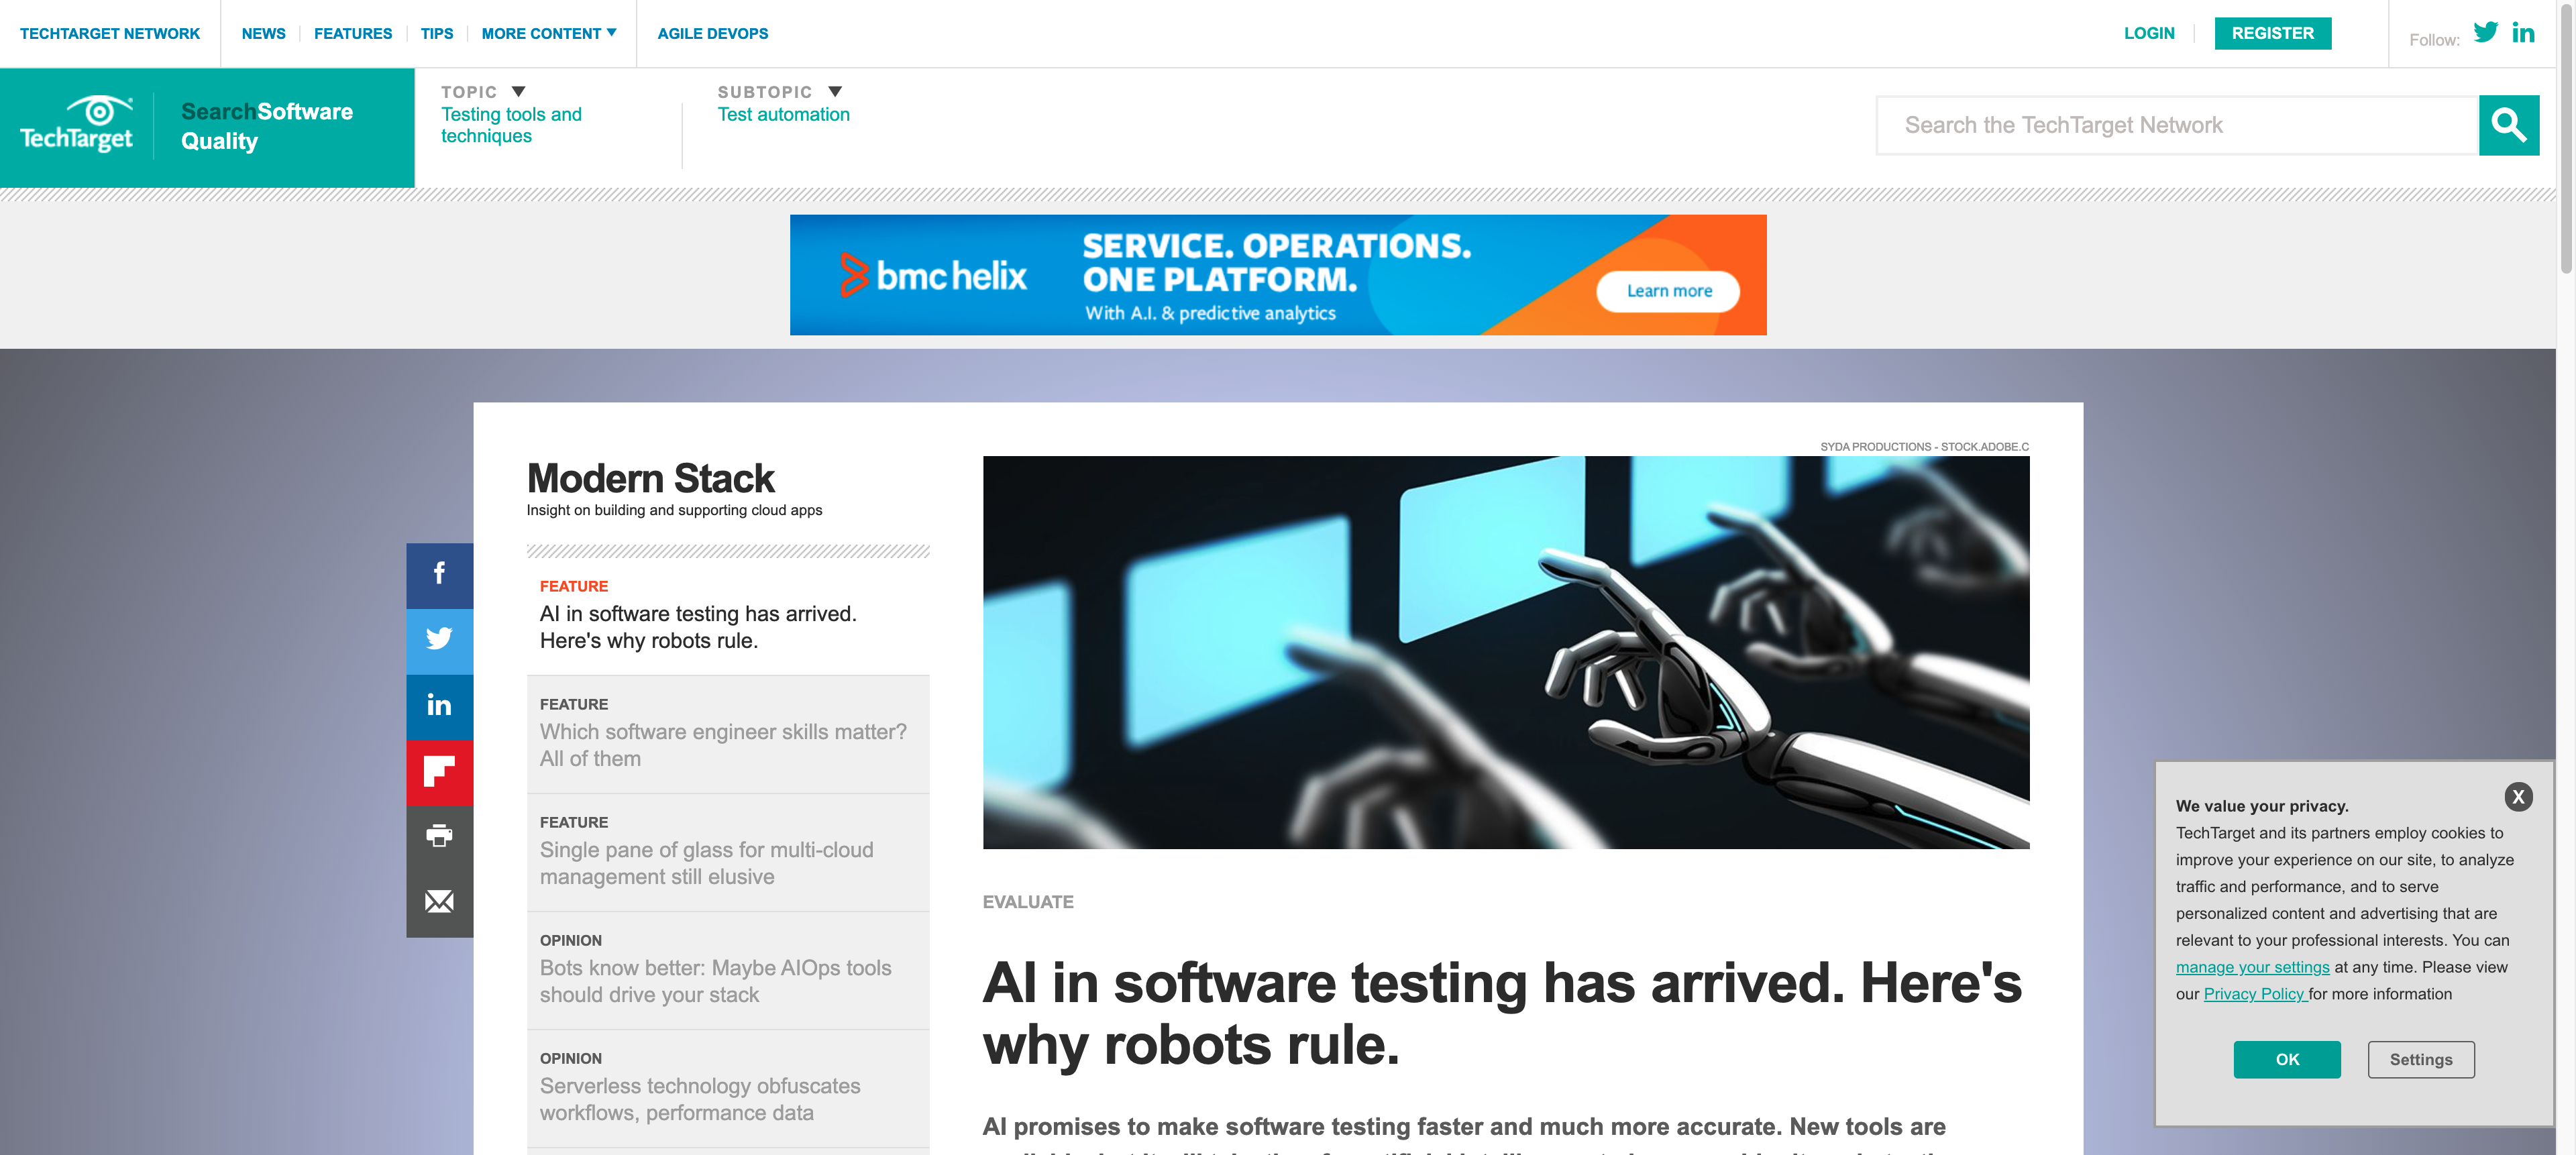 TECHTARGET NETWORK
NEWS
FEATURES
TIPS
MORE CONTENT
AGILE DEVOPS
LOGIN
REGISTER
Follow:
TechTarget
SearchSoftware
Quality
TOPIC
Testing tools and
techniques
SUBTOPIC
Test automation
Search the TechTarget Network
bmc helix
SERVICE. OPERATIONS.
ONE PLATFORM.
With A.I. & predictive analytics
Learn more
Modern Stack
Insight on building and supporting cloud apps
FEATURE
AI in software testing has arrived.
Here's why robots rule.
FEATURE
Which software engineer skills matter?
All of them
FEATURE
Single pane of glass for multi-cloud
management still elusive
OPINION
Bots know better: Maybe AIOps tools
should drive your stack
OPINION
Serverless technology obfuscates
workflows, performance data
SYDA PRODUCTIONS - STOCK.ADOBE.C
EVALUATE
AI in software testing has arrived. Here's
why robots rule.
AI promises to make software testing faster and much more accurate. New tools are
We value your privacy.
X
TechTarget and its partners employ cookies to
improve your experience on our site, to analyze
traffic and performance, and to serve
personalized content and advertising that are
relevant to your professional interests. You can
manage your settings at any time. Please view
our Privacy Policy for more information
OK
Settings